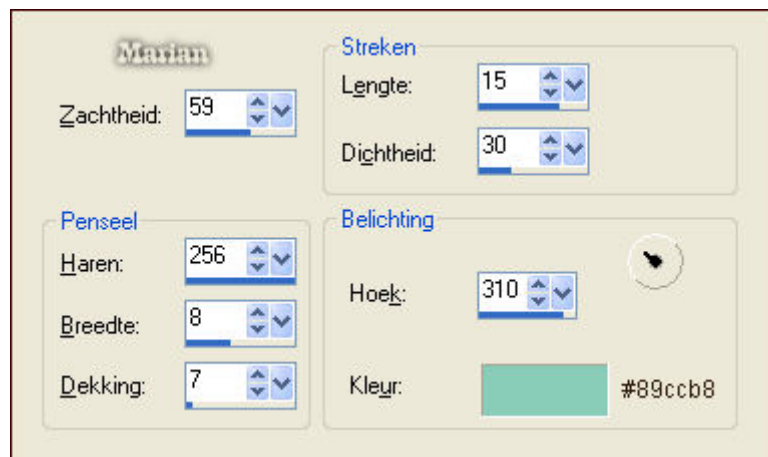 Marian
Zachtheid: 59
Streken
Lengte: 15
Dichtheid: 30
Penseel
Haren: 256
Breedte: 8
Dekking: 7
Belichting
Hoek: 310
Kleur: #89ccb8